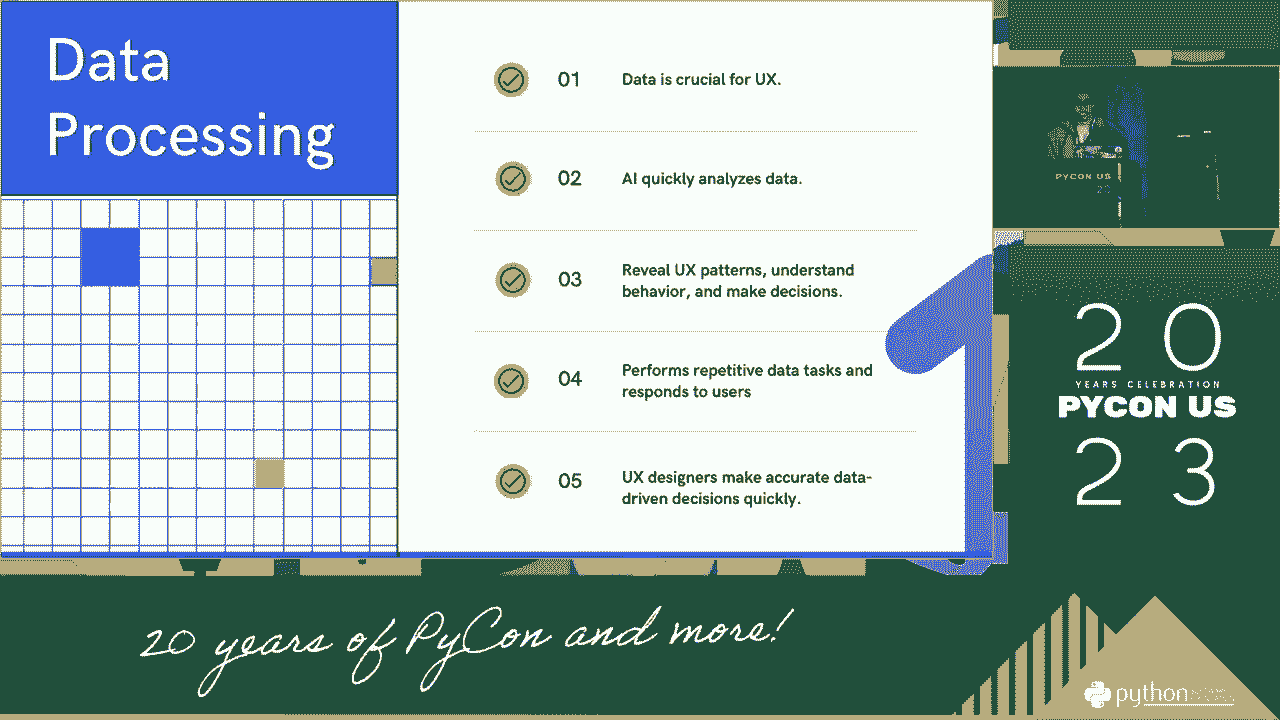 Data
Processing
01
Data is crucial for UX.
02
AI quickly analyzes data.
03
Reveal UX patterns, understand
behavior, and make decisions.
04
Performs repetitive data tasks and
responds to users
05
UX designers make accurate data-
driven decisions quickly.
PYCON US
20
YEARS CELEBRATION
PYCON US
23
20 years of PyCon and more!
python